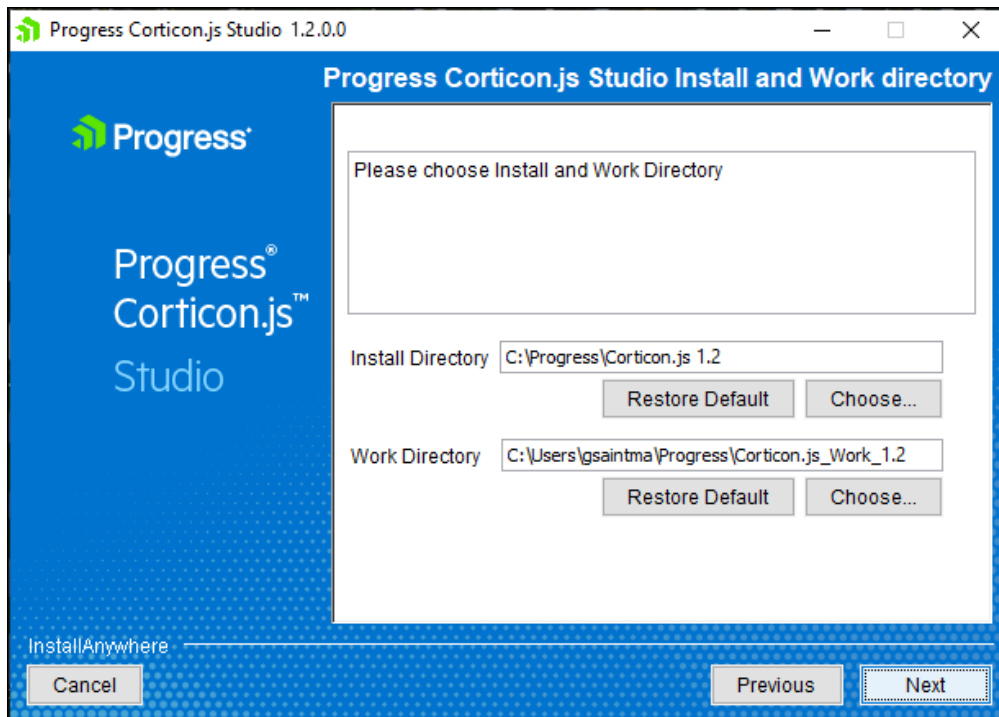 Progress Corticon.js Studio 1.2.0.0
Progress Corticon.js Studio Install and Work directory
Progress
Please choose Install and Work Directory
Progress®
Corticon.js™
Studio
Install Directory C:\Progress\Corticon.js 1.2
Restore Default Choose...
Work Directory C:\Users\gsaintma\Progress\Corticon.js_Work_1.2
Restore Default Choose...
InstallAnywhere
Cancel Previous Next